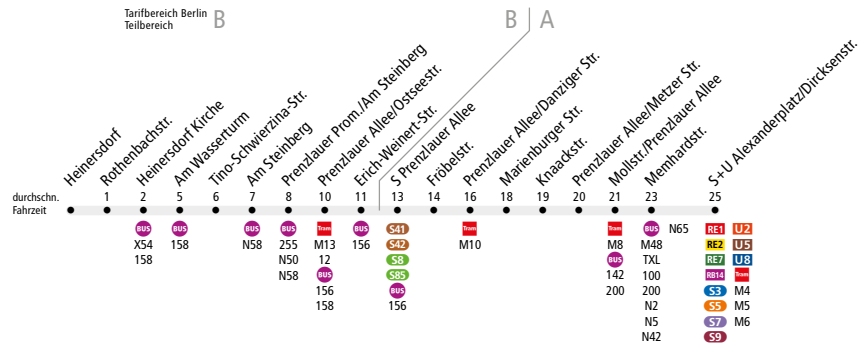 Tarifbereich Berlin
Teilbereich
B
B
A
Heinersdorf
Rothenbachstr.
Heinersdorf Kirche
Am Wasserturm
Tino-Schwierzina-Str.
Am Steinberg
Prenzlauer Prom./Am Steinberg
Prenzlauer Allee/Ostseestr.
Erich-Weinert-Str.
S Prenzlauer Allee
Fröbelstr.
Prenzlauer Allee/Danziger Str.
Marienburger Str.
Knaackstr.
Prenzlauer Allee/Metzer Str.
Mollstr./Prenzlauer Allee
Memhardstr.
S+U Alexanderplatz/Dircksenstr.
durchschn.
Fahrzeit
1 2 5 6 7 8 10 11 13 14 16 18 19 20 21 23 25
BUS
X54
158
BUS
158
BUS
N58
BUS
255
N50
N58
Tram
M13
12
BUS
156
158
BUS
156
S41
S42
S8
S85
BUS
156
Tram
M10
Tram
M8
BUS
142
200
BUS N65
M48
TXL
100
200
N2
N5
N42
RE1 U2
RE2 U5
RE7 U8
RB14 Tram
S3 M4
S5 M5
S7 M6
S9